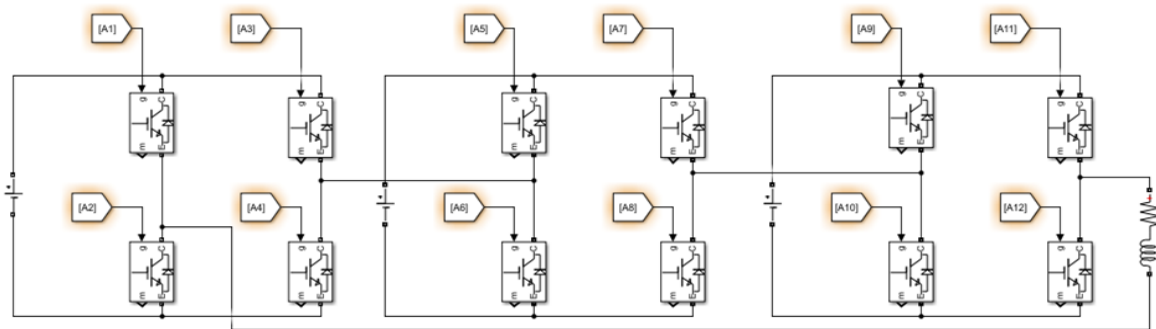 [A1] [A3] [A5] [A7] [A9] [A11]
g C g C g C g C g C g C
m E m E m E m E m E m E
+ + +
[A2] [A4] [A6] [A8] [A10] [A12]
+
g C g C g C g C g C g C
m E m E m E m E m E m E